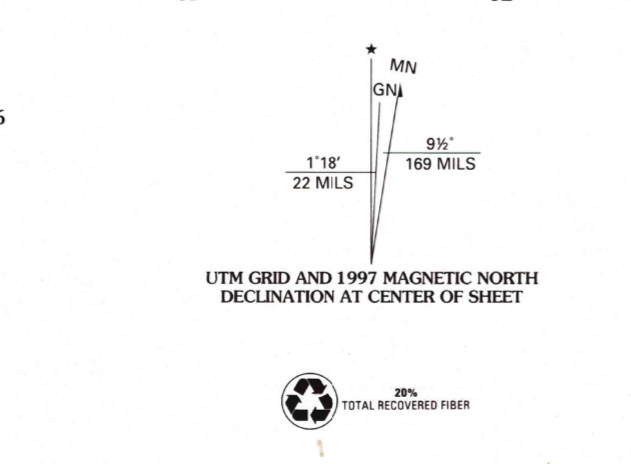 MN
GN
1°18'
22 MILS
9½°
169 MILS
UTM GRID AND 1997 MAGNETIC NORTH
DECLINATION AT CENTER OF SHEET
20%
TOTAL RECOVERED FIBER